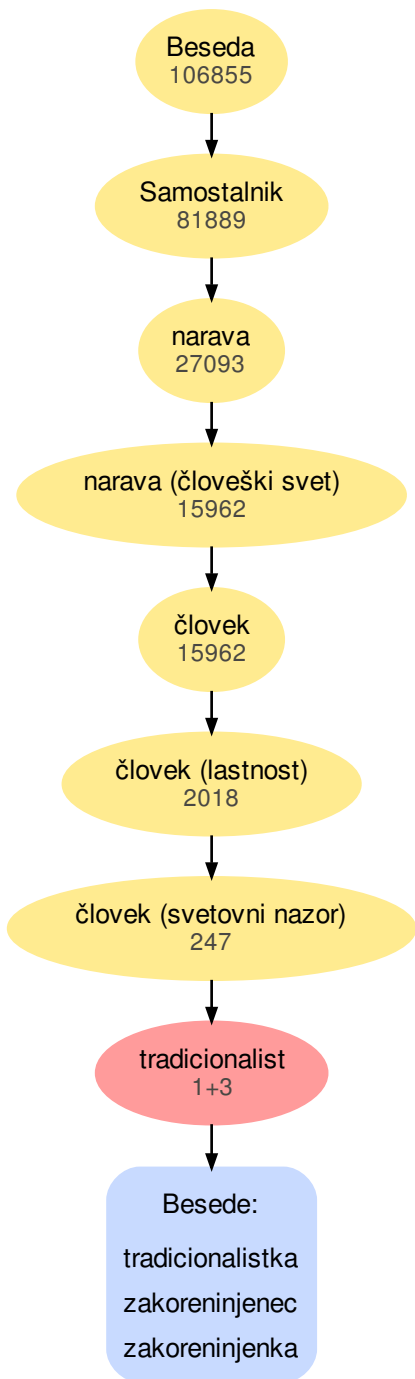 Beseda
106855
Samostalnik
81889
narava
27093
narava (človeški svet)
15962
človek
15962
človek (lastnost)
2018
človek (svetovni nazor)
247
tradicionalist
1+3
Besede:
tradicionalistka
zakoreninjenec
zakoreninjenka